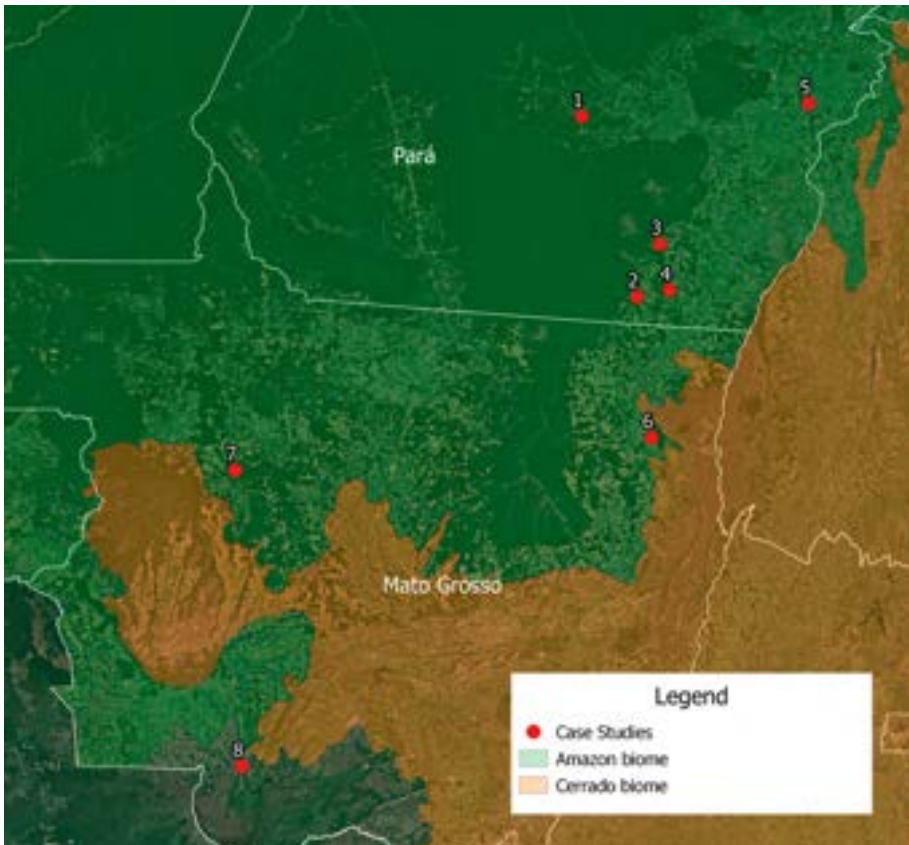 1
5
Pará
3
2
4
6
7
Mato Grosso
8
Legend
Case Studies
Amazon biome
Cerrado biome